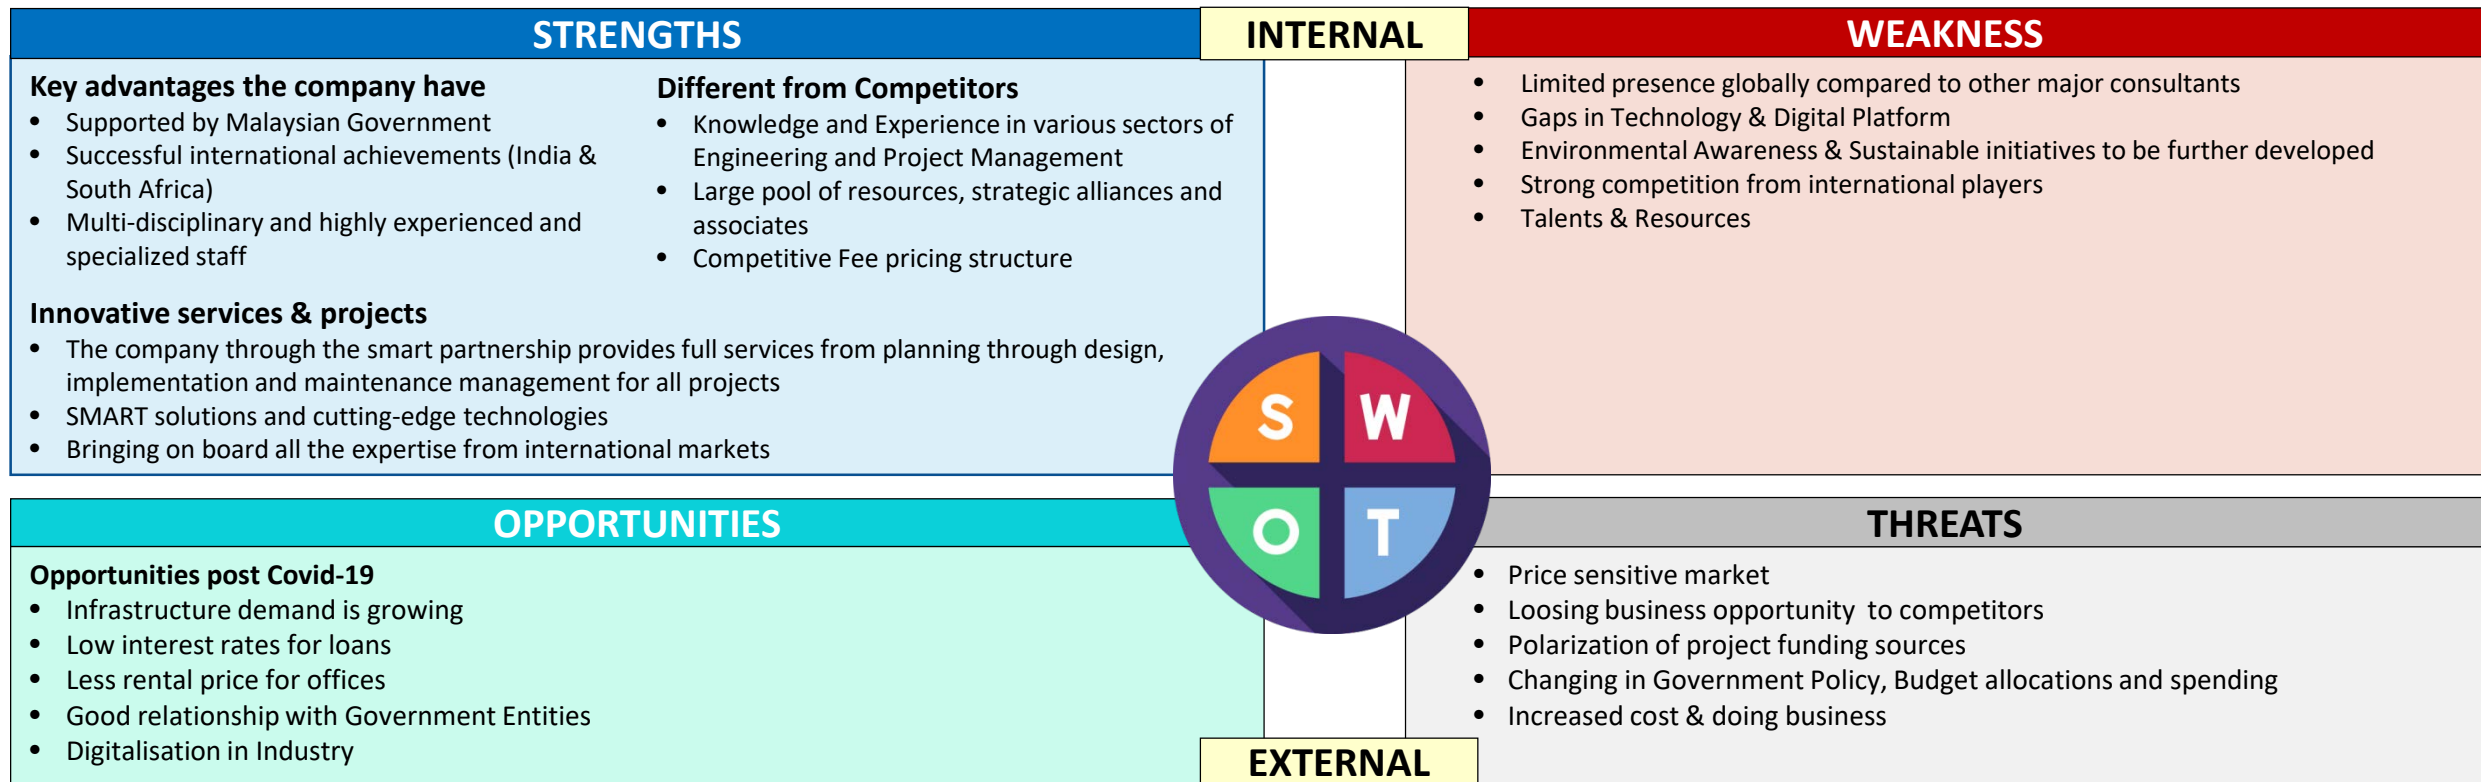 STRENGTHS
INTERNAL
WEAKNESS
Key advantages the company have
• Supported by Malaysian Government
• Successful international achievements (India &
South Africa)
• Multi-disciplinary and highly experienced and
specialized staff
Different from Competitors
• Knowledge and Experience in various sectors of
Engineering and Project Management
• Large pool of resources, strategic alliances and
associates
• Competitive Fee pricing structure
Innovative services & projects
• The company through the smart partnership provides full services from planning through design,
implementation and maintenance management for all projects
• SMART solutions and cutting-edge technologies
• Bringing on board all the expertise from international markets
• Limited presence globally compared to other major consultants
• Gaps in Technology & Digital Platform
• Environmental Awareness & Sustainable initiatives to be further developed
• Strong competition from international players
• Talents & Resources
S W
O T
OPPORTUNITIES
THREATS
Opportunities post Covid-19
• Infrastructure demand is growing
• Low interest rates for loans
• Less rental price for offices
• Good relationship with Government Entities
• Digitalisation in Industry
• Price sensitive market
• Loosing business opportunity  to competitors
• Polarization of project funding sources
• Changing in Government Policy, Budget allocations and spending
• Increased cost & doing business
EXTERNAL